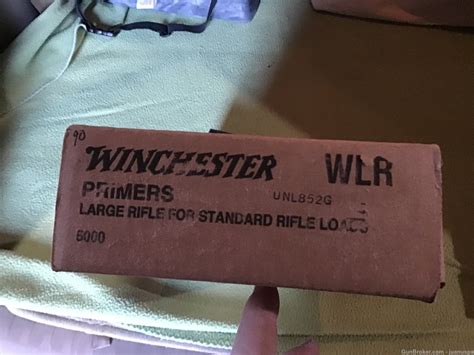 90
WINCHESTER WLR
PRIMERS UNL852G
LARGE RIFLE FOR STANDARD RIFLE LOADS
5000